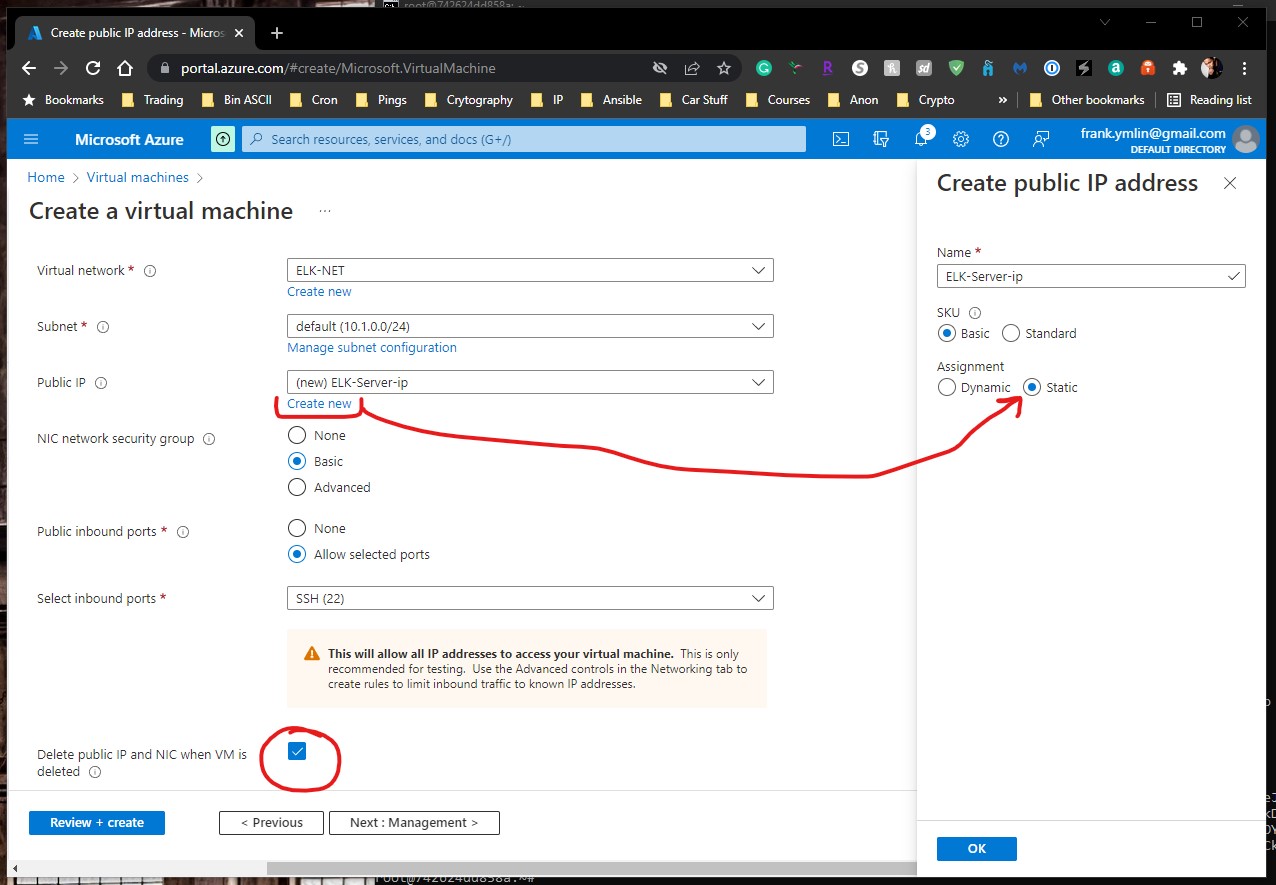 root@742624dd858a: ~
Create public IP address - Micros
portal.azure.com/#create/Microsoft.VirtualMachine
Bookmarks Trading Bin ASCII Cron Pings Crytography IP Ansible Car Stuff Courses Anon Crypto » Other bookmarks Reading list
Microsoft Azure
Search resources, services, and docs (G+/)
3
frank.ymlin@gmail.com
DEFAULT DIRECTORY
Home > Virtual machines >
Create a virtual machine ...
Virtual network *
ELK-NET
Create new
Subnet *
default (10.1.0.0/24)
Manage subnet configuration
Public IP
(new) ELK-Server-ip
Create new
NIC network security group
None
Basic
Advanced
Public inbound ports *
None
Allow selected ports
Select inbound ports *
SSH (22)
This will allow all IP addresses to access your virtual machine. This is only
recommended for testing. Use the Advanced controls in the Networking tab to
create rules to limit inbound traffic to known IP addresses.
Delete public IP and NIC when VM is
deleted
Review + create
< Previous
Next : Management >
Create public IP address
Name *
ELK-Server-ip
SKU
Basic Standard
Assignment
Dynamic Static
OK
root@742624dd858a:~#